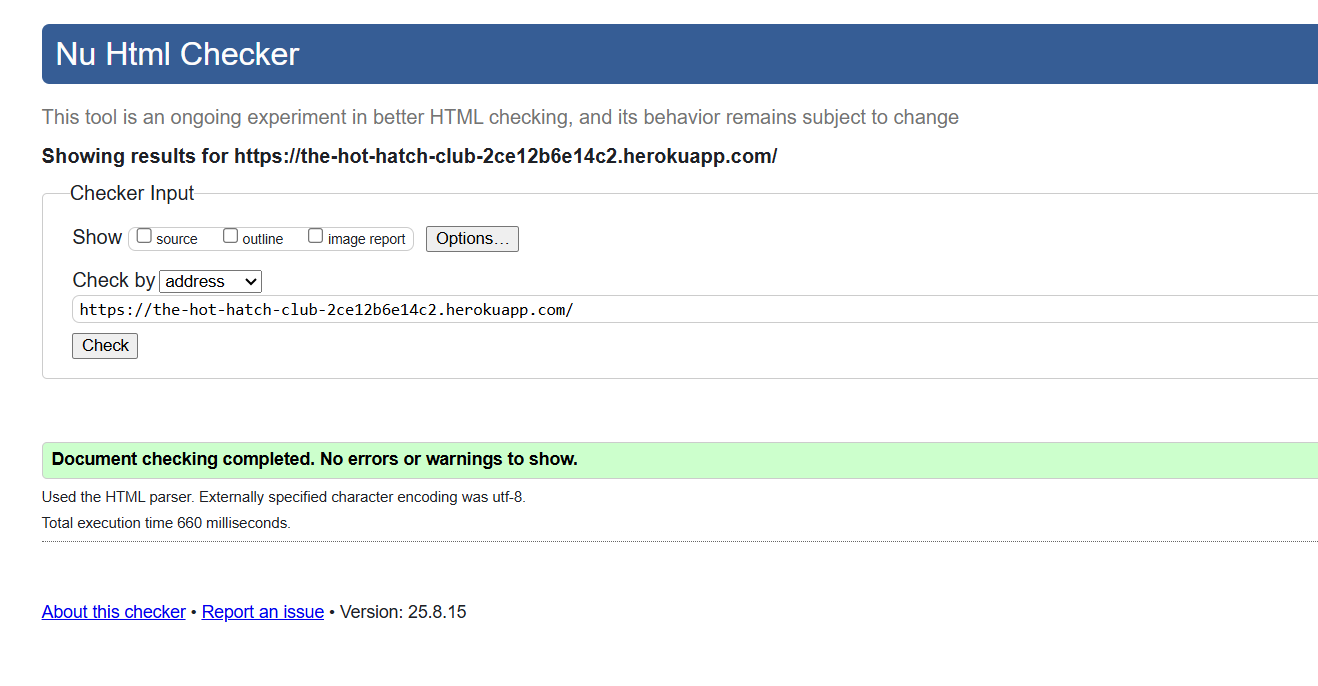 Nu Html Checker
This tool is an ongoing experiment in better HTML checking, and its behavior remains subject to change
Showing results for https://the-hot-hatch-club-2ce12b6e14c2.herokuapp.com/
Checker Input
Show source outline image report Options...
Check by address
https://the-hot-hatch-club-2ce12b6e14c2.herokuapp.com/
Check
Document checking completed. No errors or warnings to show.
Used the HTML parser. Externally specified character encoding was utf-8.
Total execution time 660 milliseconds.
About this checker • Report an issue • Version: 25.8.15